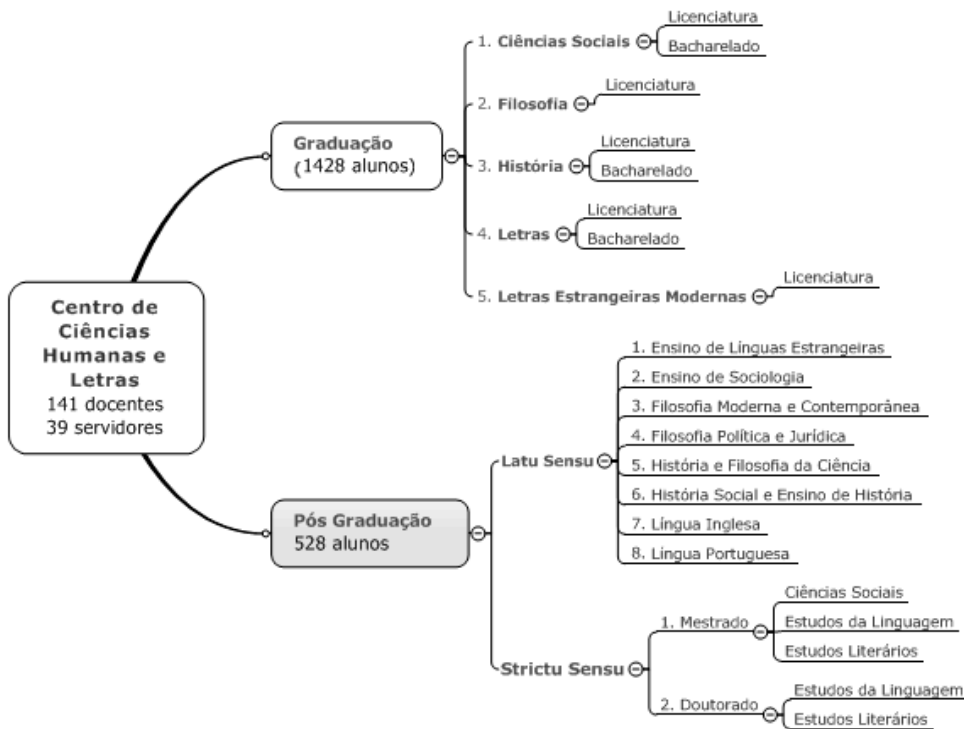 Centro de
Ciências
Humanas e
Letras
141 docentes
39 servidores
Graduação
(1428 alunos)
1. Ciências Sociais
Licenciatura
Bacharelado
2. Filosofia
Licenciatura
3. História
Licenciatura
Bacharelado
4. Letras
Licenciatura
Bacharelado
5. Letras Estrangeiras Modernas
Licenciatura
Pós Graduação
528 alunos
Latu Sensu
1. Ensino de Línguas Estrangeiras
2. Ensino de Sociologia
3. Filosofia Moderna e Contemporânea
4. Filosofia Política e Jurídica
5. História e Filosofia da Ciência
6. História Social e Ensino de História
7. Língua Inglesa
8. Língua Portuguesa
Strictu Sensu
1. Mestrado
Ciências Sociais
Estudos da Linguagem
Estudos Literários
2. Doutorado
Estudos da Linguagem
Estudos Literários